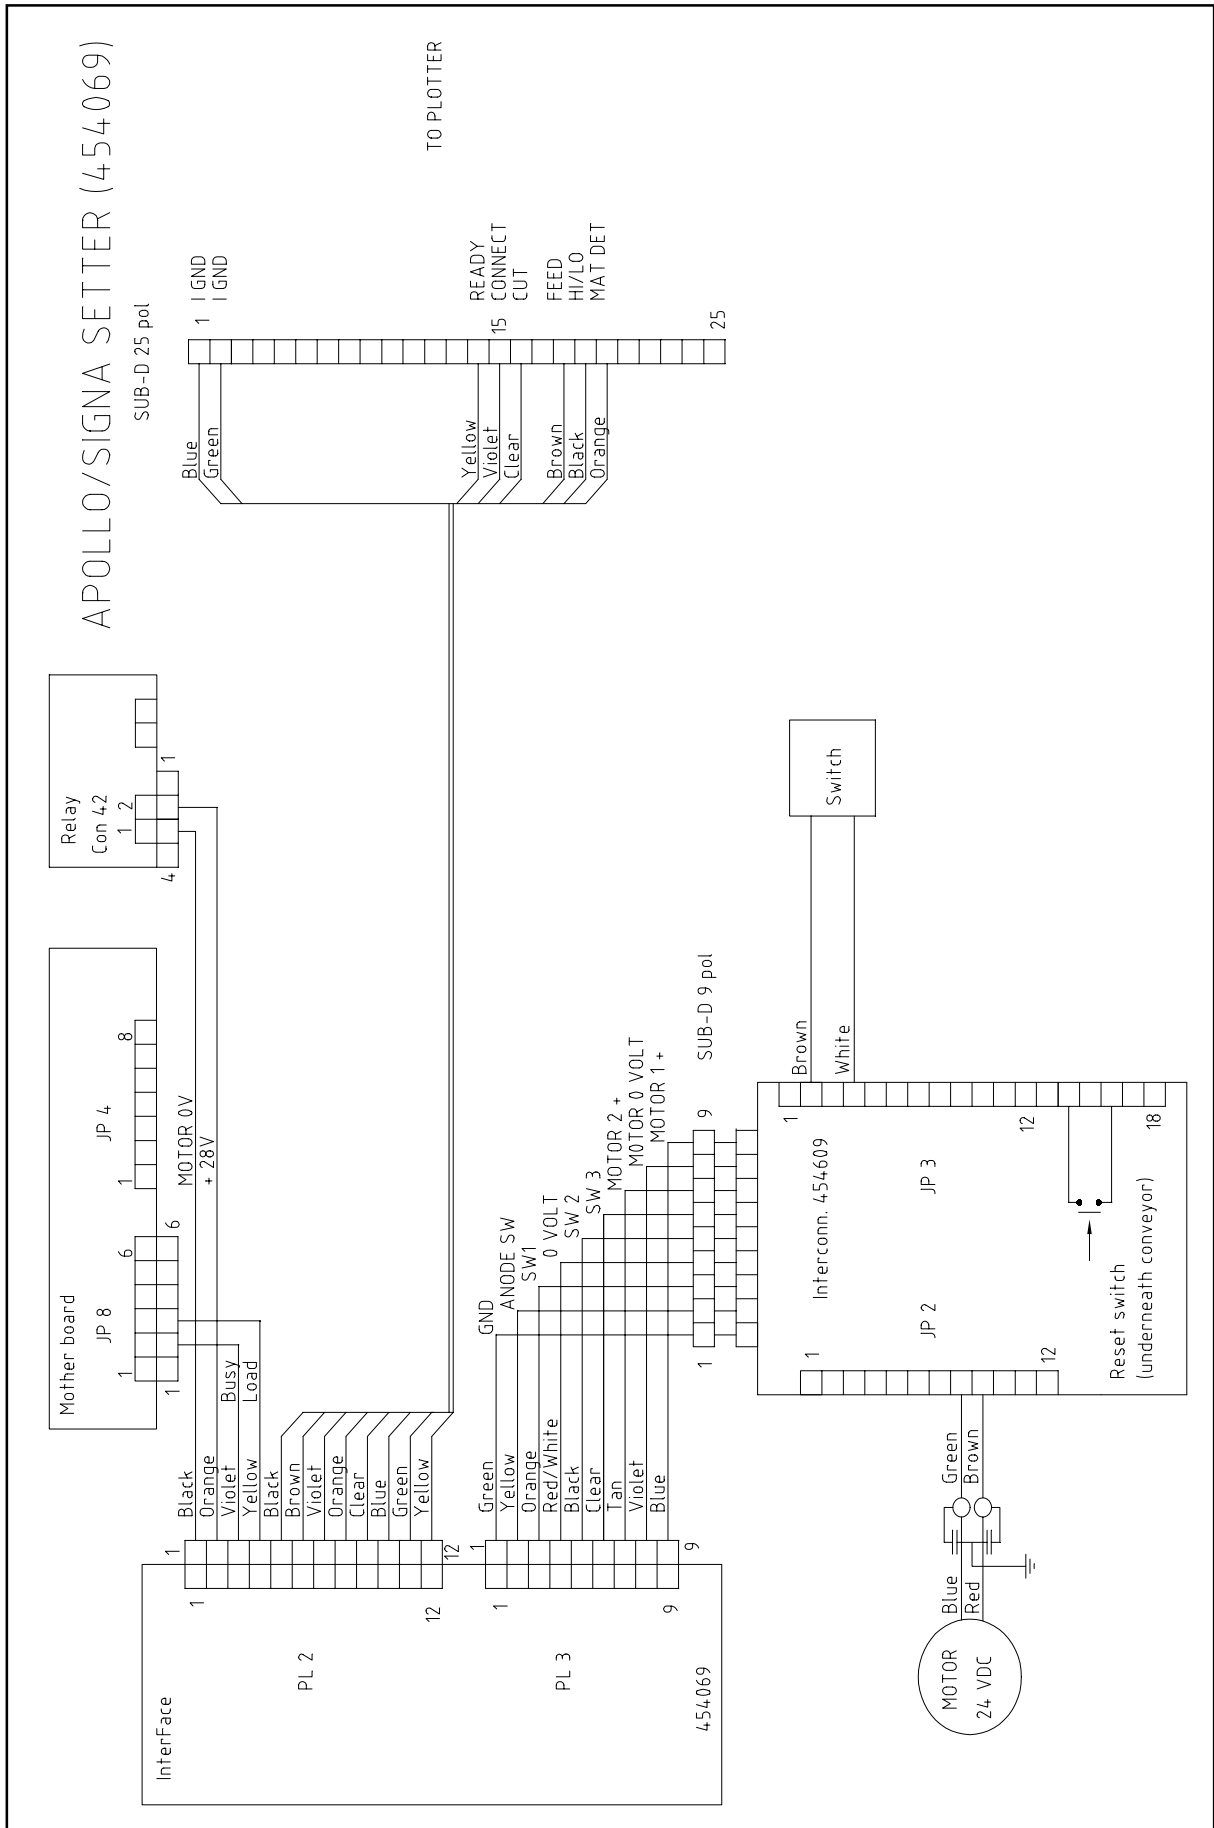 APOLLO/SIGNA SETTER (454069)
SUB-D 25 pol
Mother board
JP 8
1
6
1
6
JP 4
1
8
Relay
Con 42
1
2
4
1
MOTOR 0V
+ 28V
Busy
Load
InterFace
PL 2
1
12
1
12
Black
Orange
Violet
Yellow
Black
Brown
Violet
Orange
Clear
Blue
Green
Yellow
Blue
Green
Yellow
Violet
Clear
Brown
Black
Orange
1
15
25
I GND
I GND
READY
CONNECT
CUT
FEED
HI/LO
MAT DET
TO PLOTTER
PL 3
454069
1
9
1
9
Green
Yellow
Orange
Red/White
Black
Clear
Tan
Violet
Blue
GND
ANODE SW
SW1
0 VOLT
SW 2
SW 3
MOTOR 2 +
MOTOR 0 VOLT
MOTOR 1 +
1
9
SUB-D 9 pol
Interconn. 454609
JP 2
1
12
JP 3
1
12
18
Reset switch
(underneath conveyor)
Brown
White
Switch
MOTOR
24 VDC
Blue
Red
Green
Brown